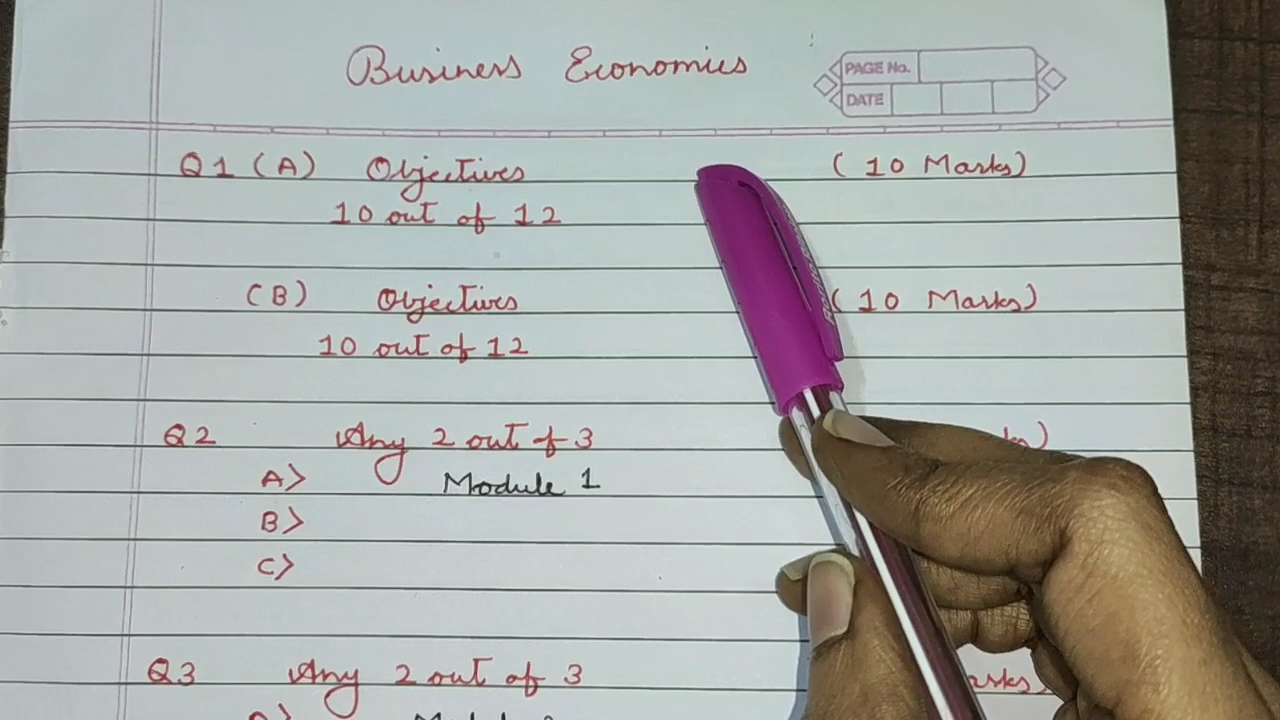 Business Economics
PAGE No.
DATE
Q1 (A) Objectives (10 Marks)
10 out of 12
(B) Objectives (10 Marks)
10 out of 12
Q2 Any 2 out of 3
A> Module 1
B>
C>
Q3 Any 2 out of 3